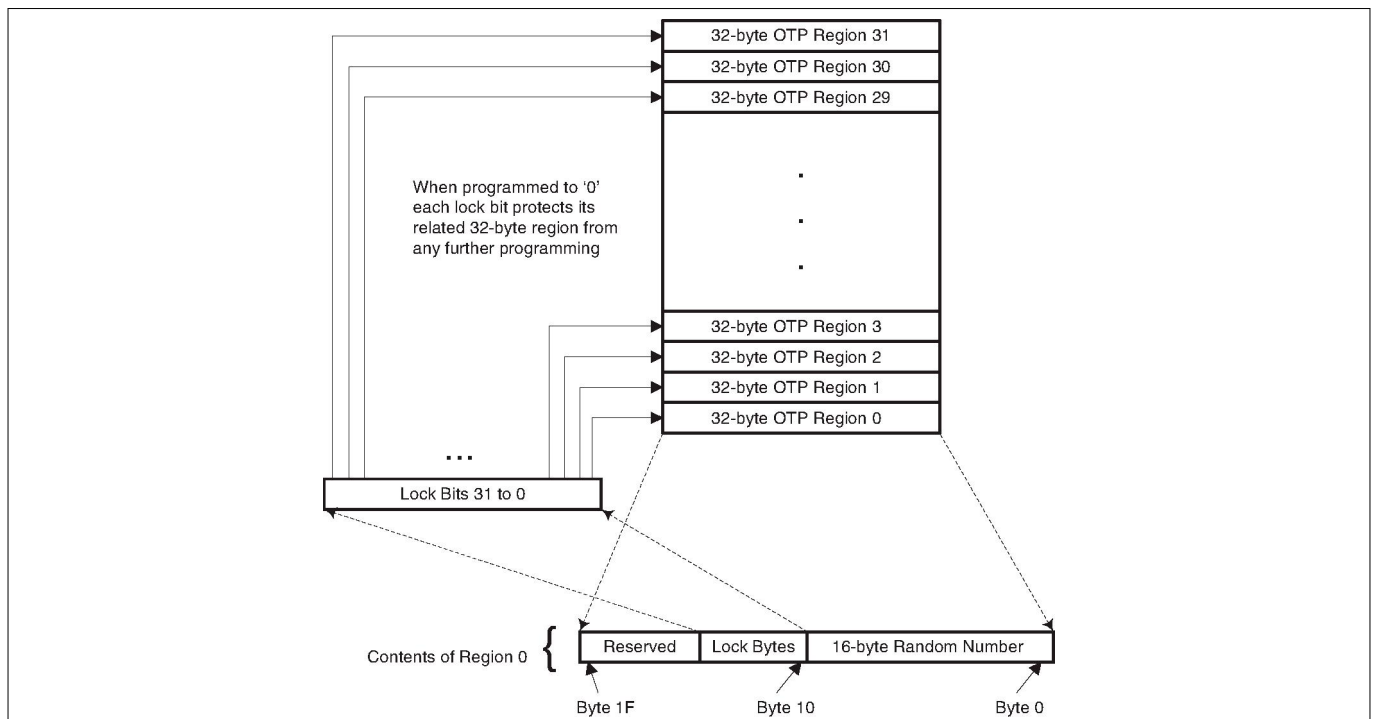 32-byte OTP Region 31
32-byte OTP Region 30
32-byte OTP Region 29
When programmed to ‘0’
each lock bit protects its
related 32-byte region from
any further programming
.
.
.
32-byte OTP Region 3
32-byte OTP Region 2
32-byte OTP Region 1
32-byte OTP Region 0
...
Lock Bits 31 to 0
Contents of Region 0 {
Reserved
Lock Bytes
16-byte Random Number
Byte 1F
Byte 10
Byte 0